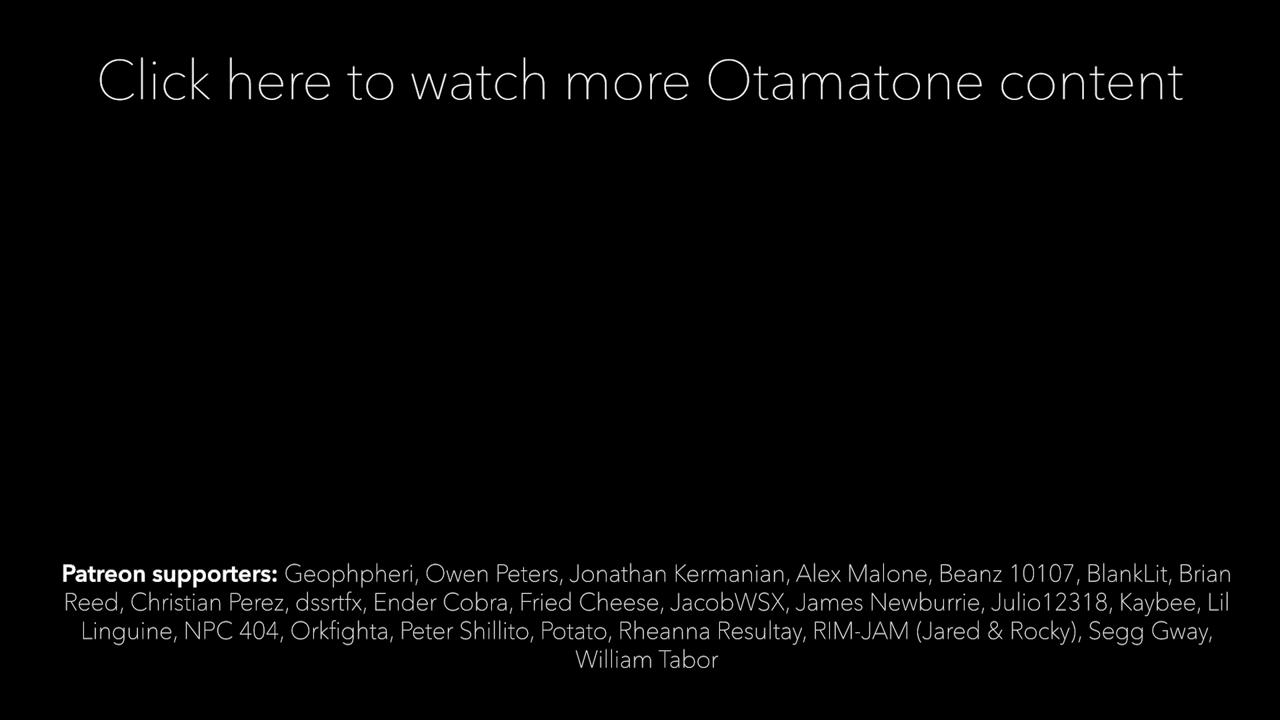 Click here to watch more Otamatone content
Patreon supporters: Geophpheri, Owen Peters, Jonathan Kermanian, Alex Malone, Beanz 10107, BlankLit, Brian
Reed, Christian Perez, dssrtfx, Ender Cobra, Fried Cheese, JacobWSX, James Newburrie, Julio12318, Kaybee, Lil
Linguine, NPC 404, Orkfighta, Peter Shillito, Potato, Rheanna Resultay, RIM-JAM (Jared & Rocky), Segg Gway,
William Tabor